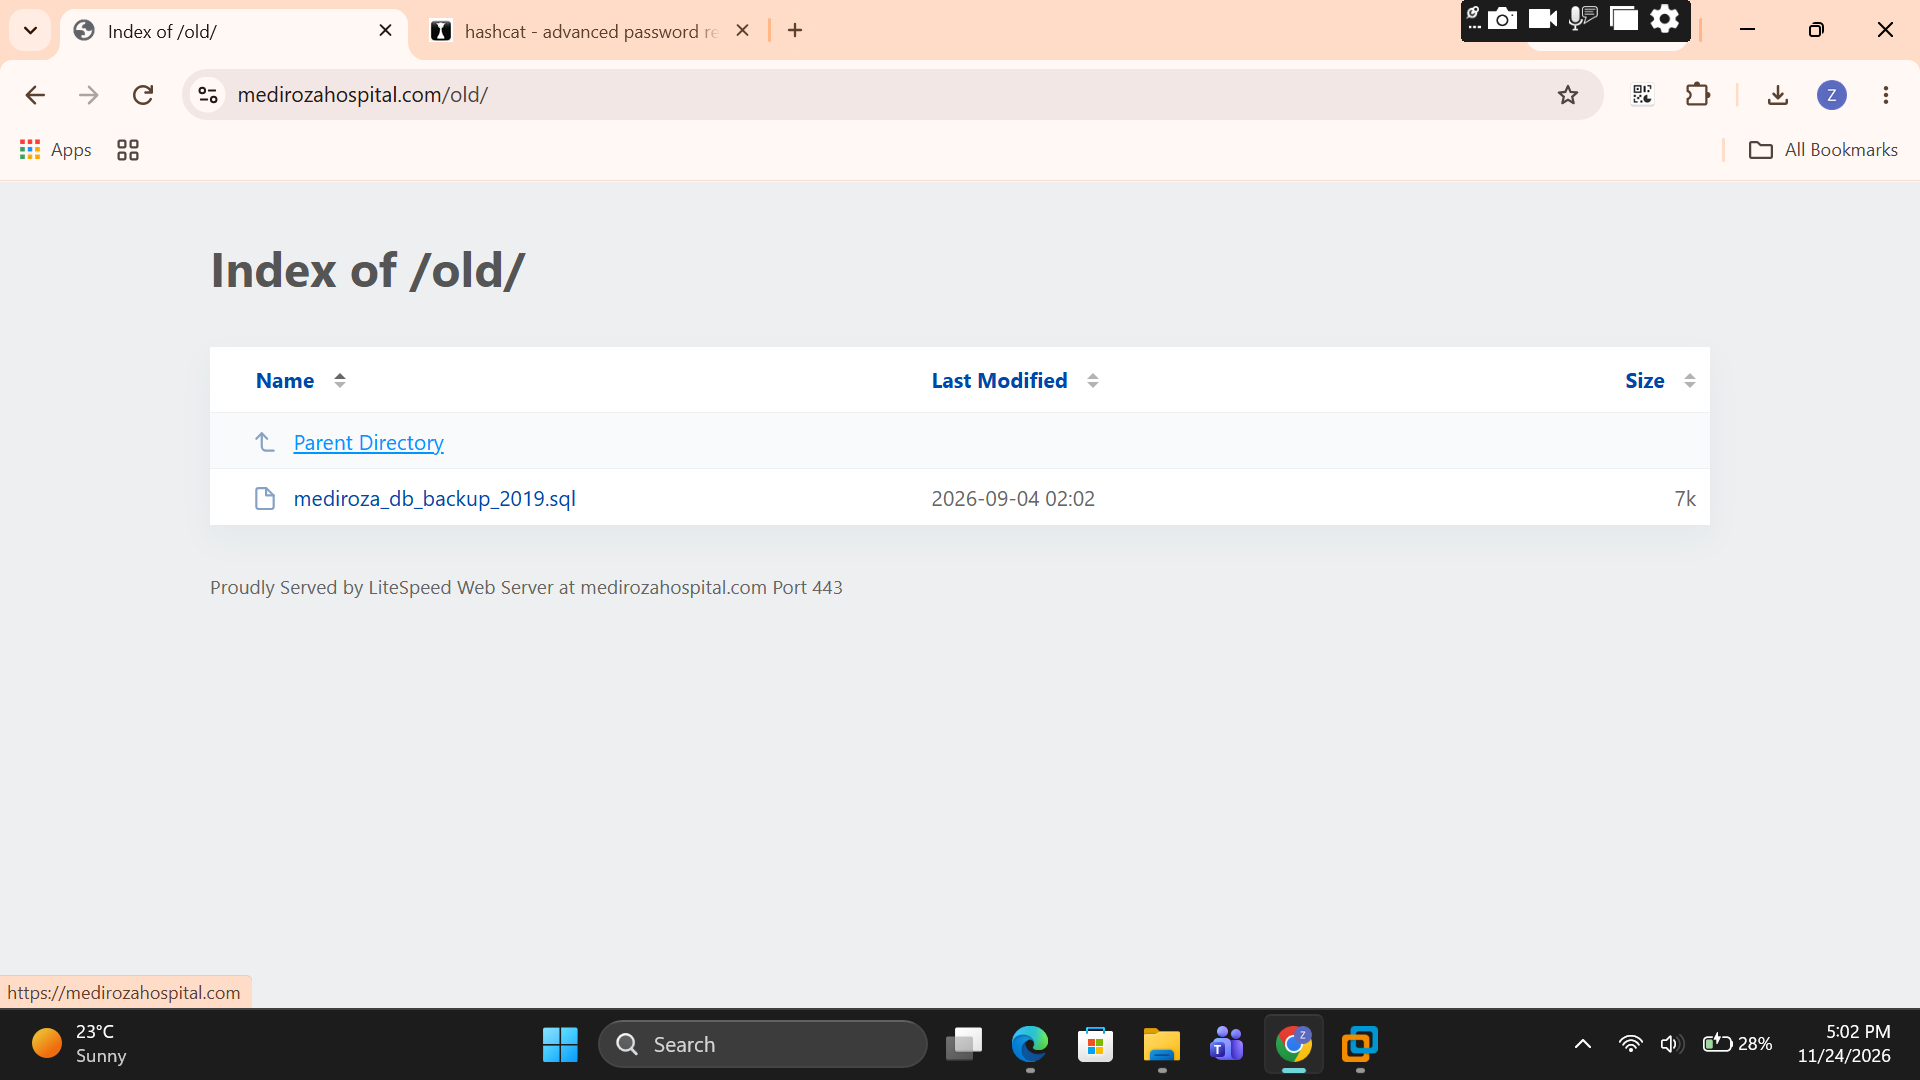 Index of /old/
hashcat - advanced password re
medirozahospital.com/old/
Z
Apps
All Bookmarks
Index of /old/
Name Last Modified Size
Parent Directory
mediroza_db_backup_2019.sql 2026-09-04 02:02 7k
Proudly Served by LiteSpeed Web Server at medirozahospital.com Port 443
https://medirozahospital.com
23°C
Sunny
Search
T
Z
28%
5:02 PM
11/24/2026